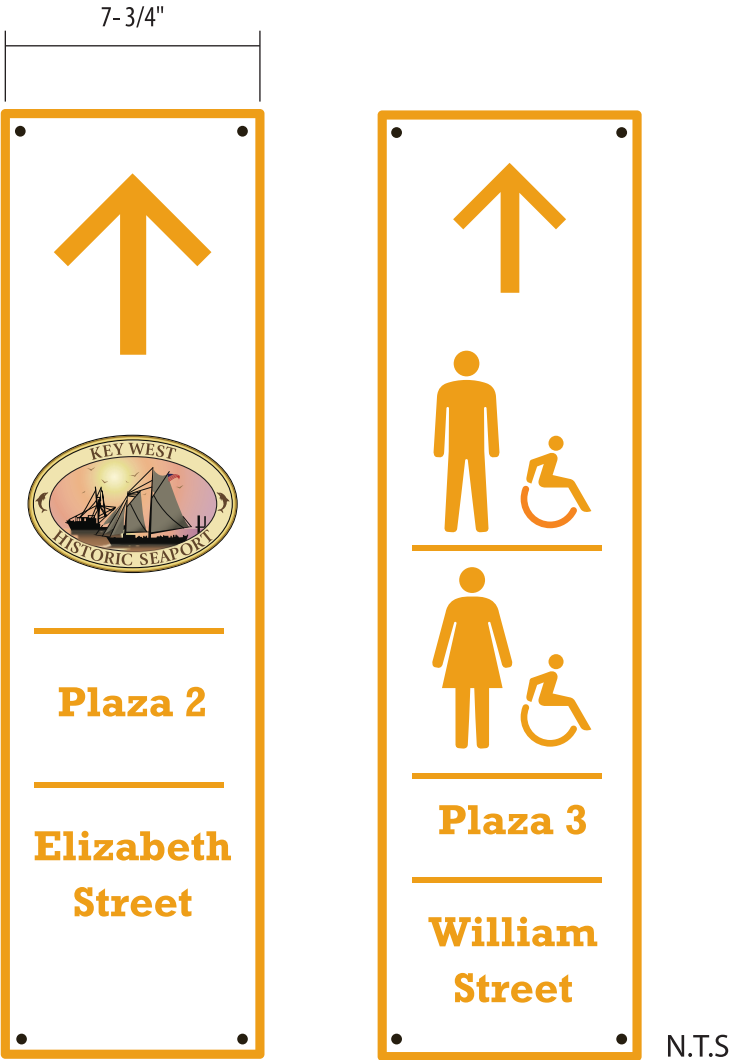 7- 3/4"
KEY WEST
HISTORIC SEAPORT
Plaza 2
Elizabeth
Street
Plaza 3
William
Street
N.T.S